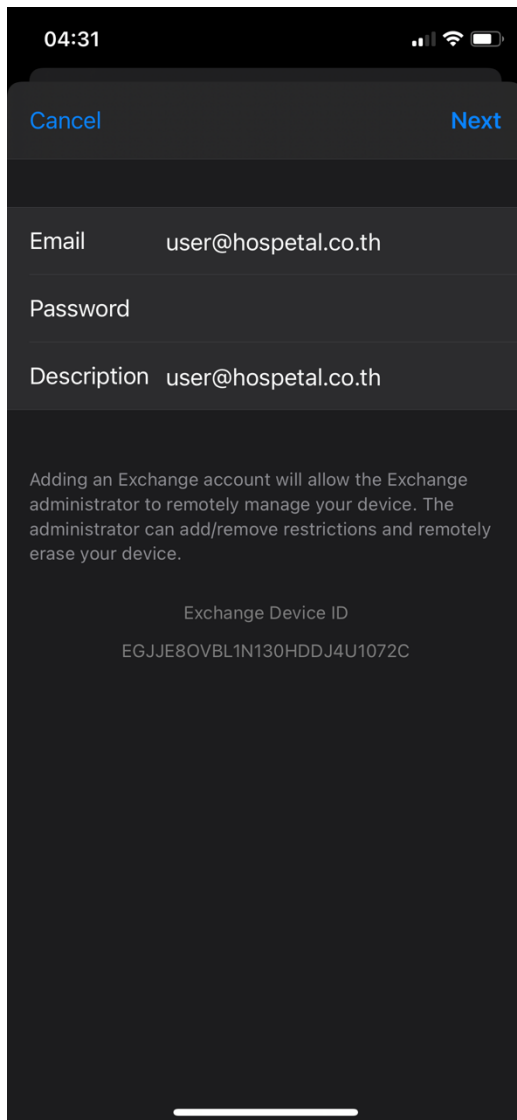 04:31
Cancel Next
Email user@hospetal.co.th
Password
Description user@hospetal.co.th
Adding an Exchange account will allow the Exchange
administrator to remotely manage your device. The
administrator can add/remove restrictions and remotely
erase your device.
Exchange Device ID
EGJJE8OVBL1N130HDDJ4U1072C